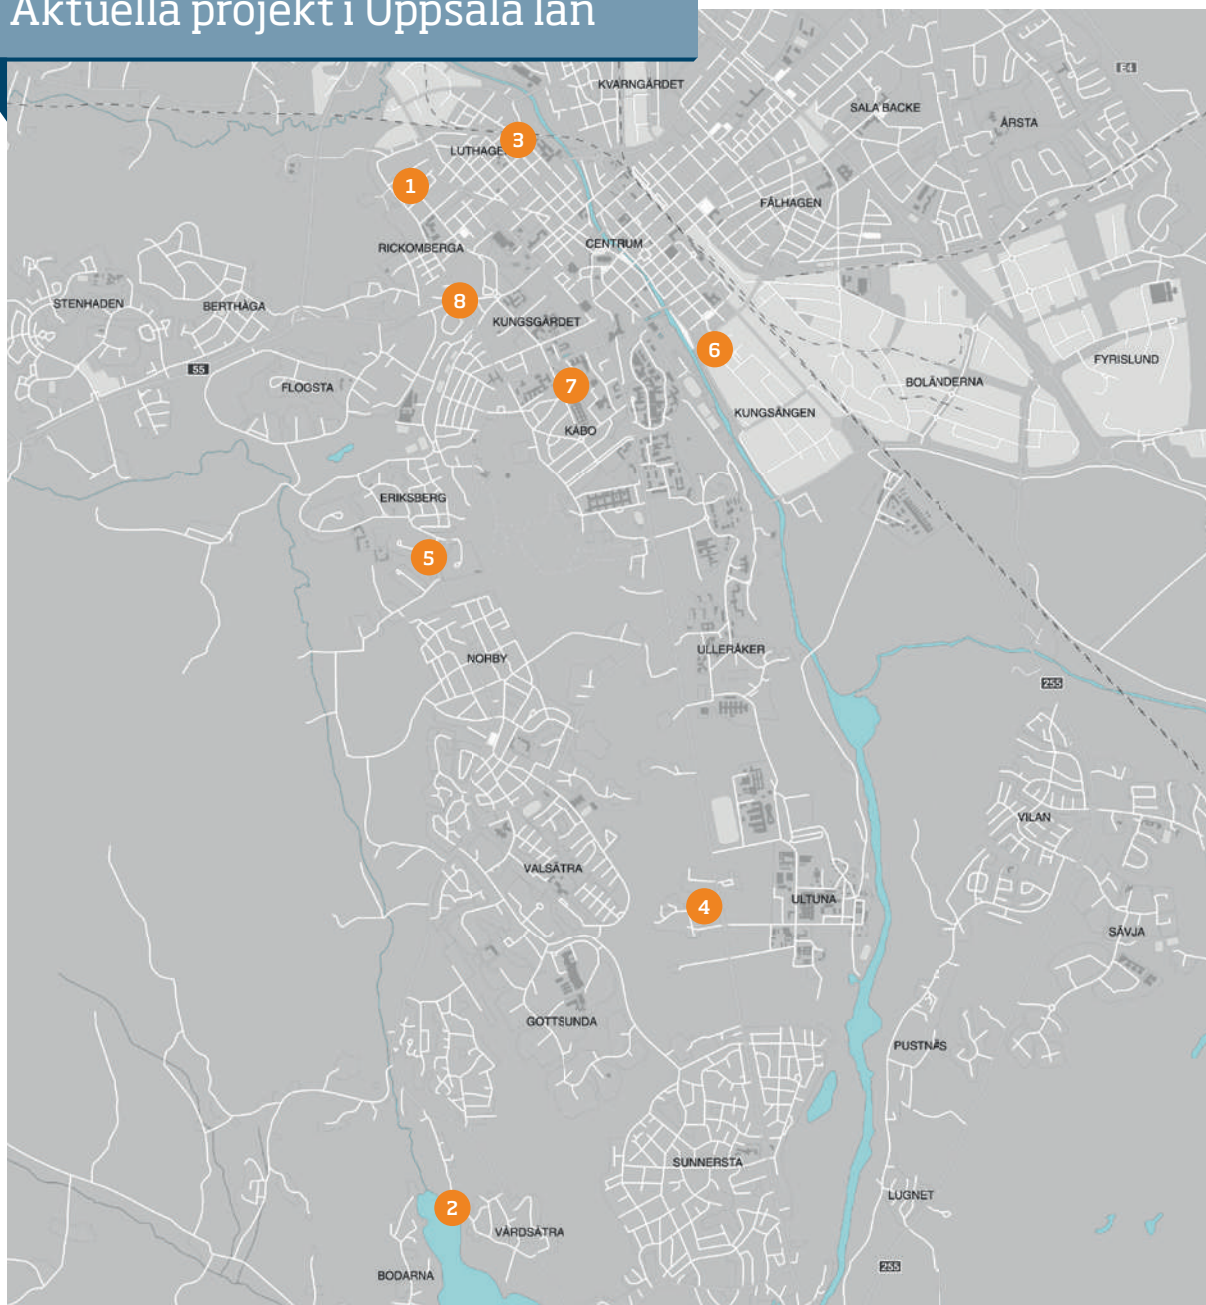 Aktuella projekt i Uppsala län
KVARNGÄRDET
E4
SALA BACKE
ÅRSTA
3
LUTHAGE
1
FÅLHAGEN
RICKOMBERGA
CENTRUM
STENHADEN
BERTHÅGA
8
KUNGSGÄRDET
6
FYRISLUND
55
FLOGSTA
7
BOLÄNDERNA
KUNGSÄNGEN
KÅBO
ERIKSBERG
5
ULLERÅKER
NORBY
255
VILAN
VALSÄTRA
ULTUNA
4
SÄVJA
GOTTSUNDA
PUSTNÄS
SUNNERSTA
LUGNET
2
VÅRDSÄTRA
255
BODARNA